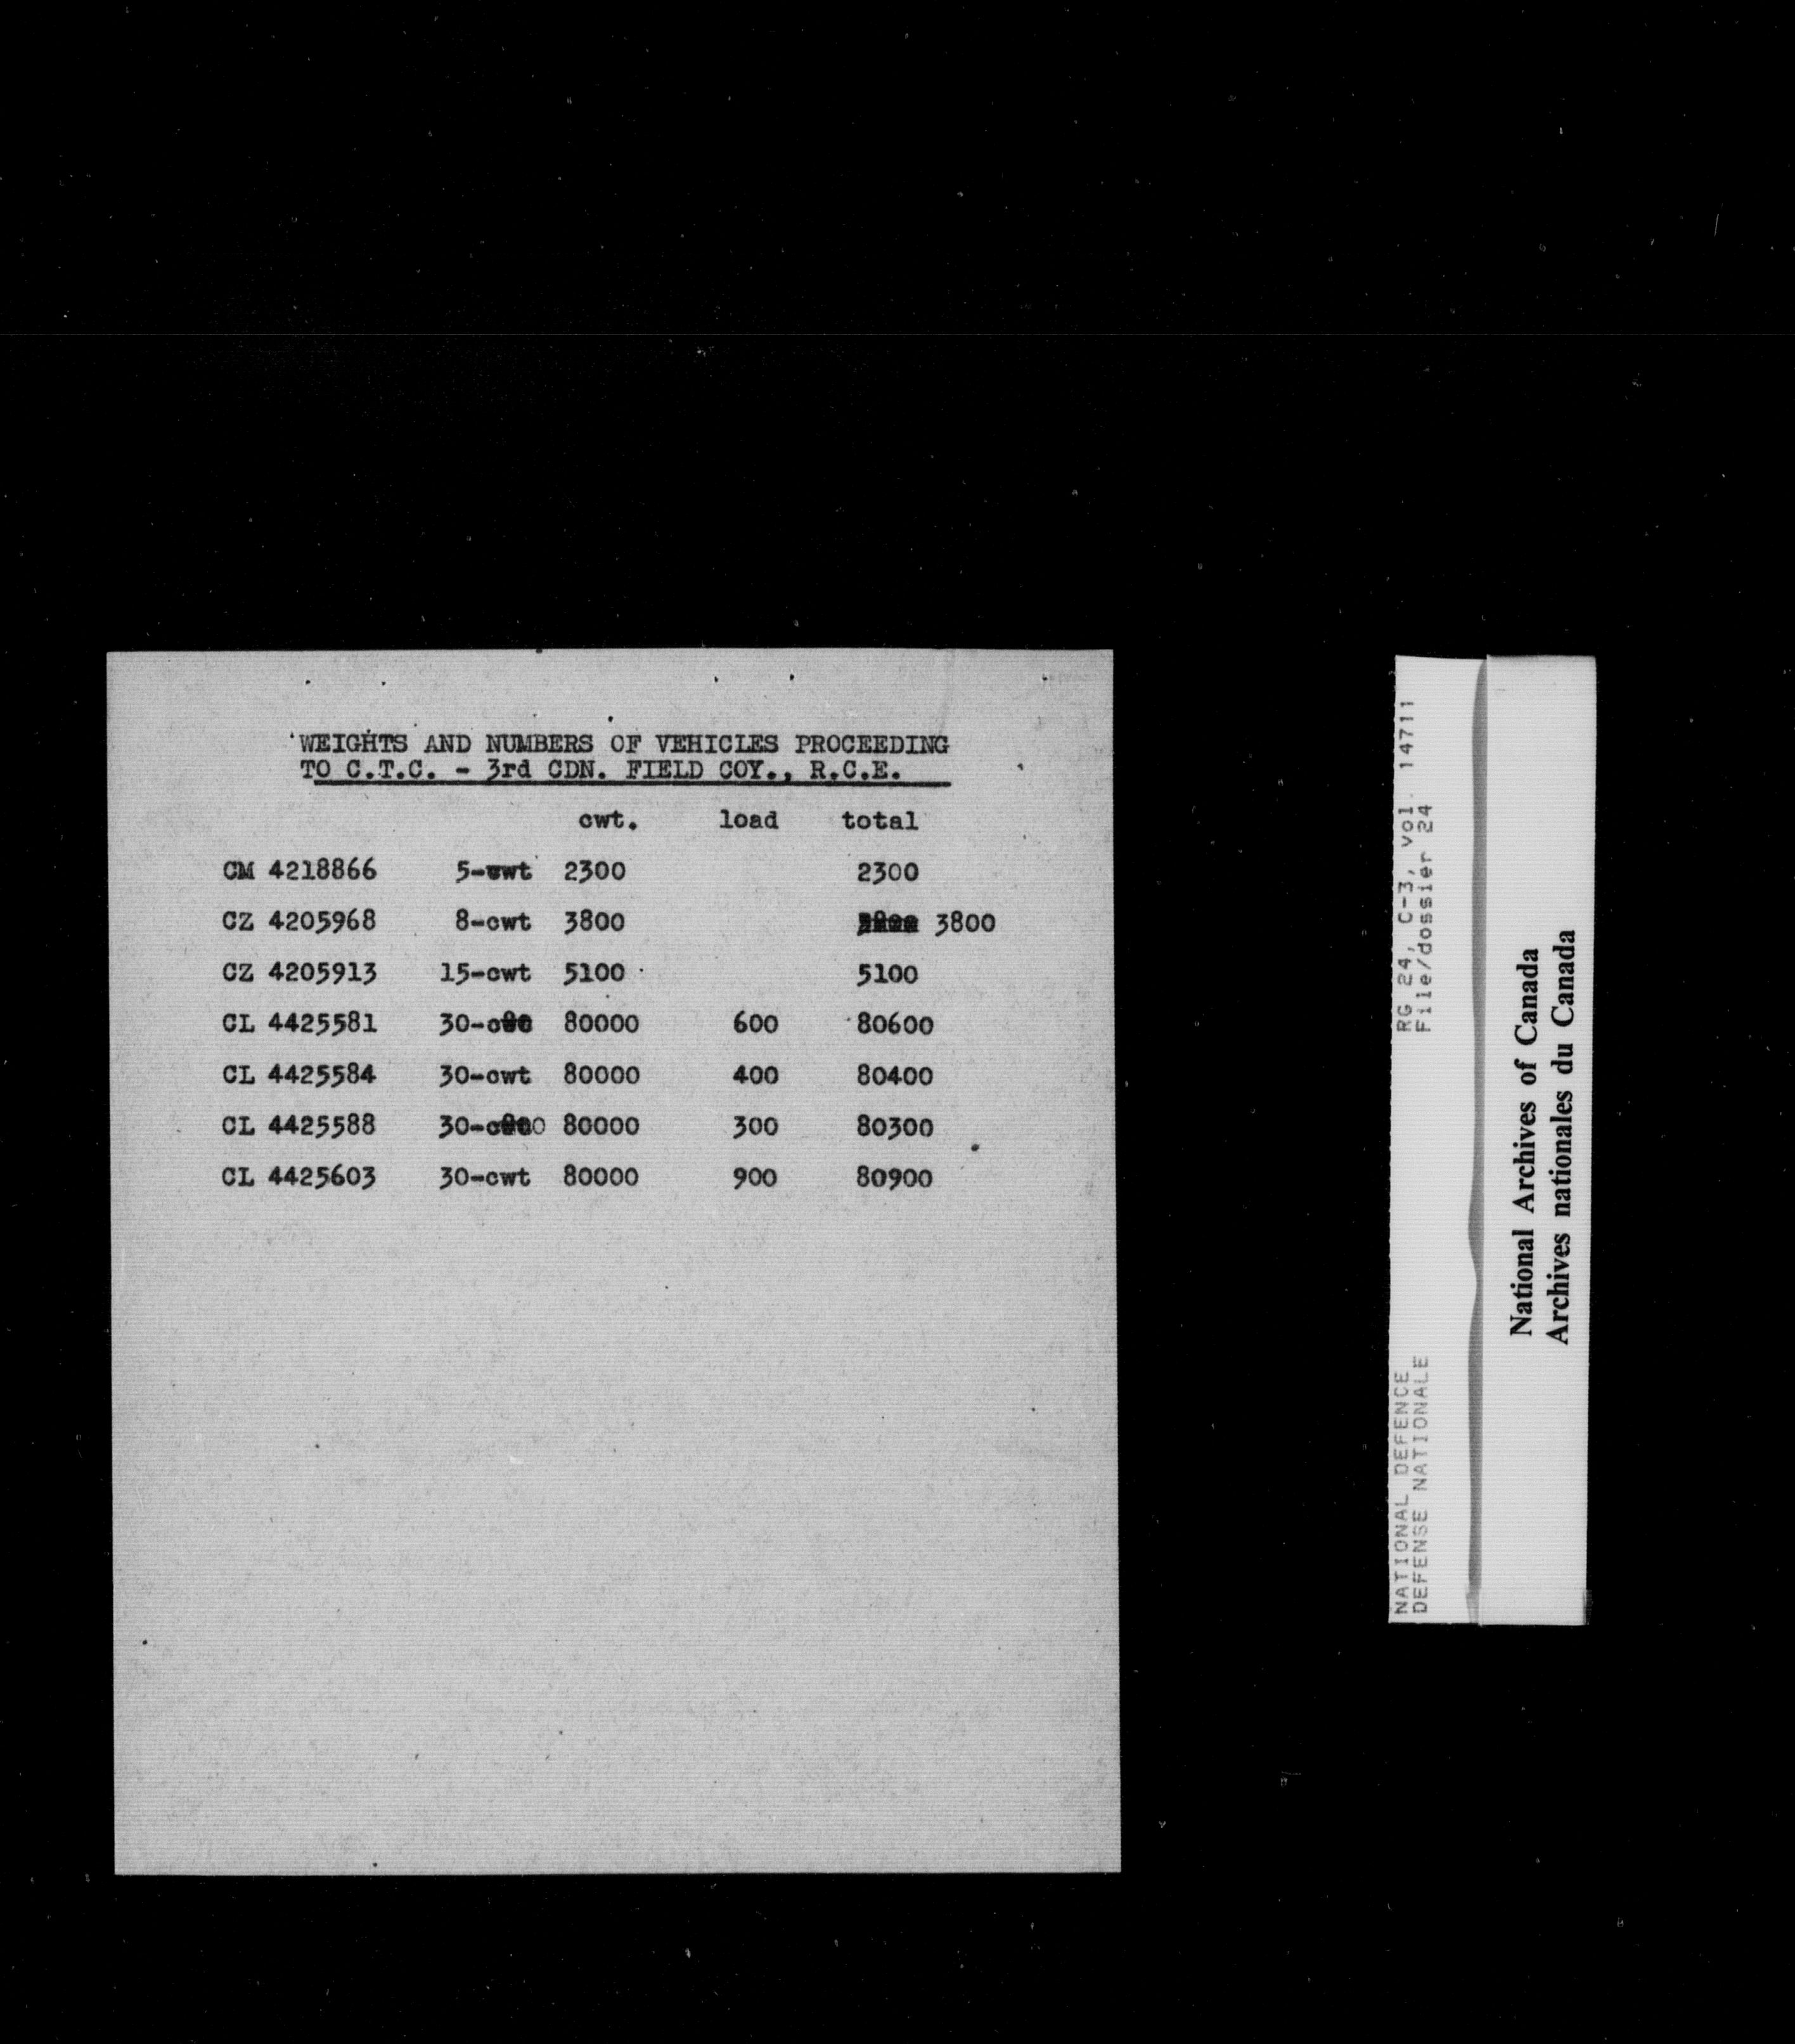 WEIGHTS AND NUMBERS OF VEHICLES PROCEEDING
TO C.T.C. - 3rd CDN. FIELD COY., R.C.E.
cwt. load total
CM 4218866 5-cwt 2300 2300
CZ 4205968 8-cwt 3800 3800
CZ 4205913 15-cwt 5100 5100
CL 4425581 30-cwt 80000 600 80600
CL 4425584 30-cwt 80000 400 80400
CL 4425588 30-cwt 80000 300 80300
CL 4425603 30-cwt 80000 900 80900
RG 24, C-3, vol. 14711
File/dossier 24
NATIONAL DEFENCE
DEFENSE NATIONALE
National Archives of Canada
Archives nationales du Canada